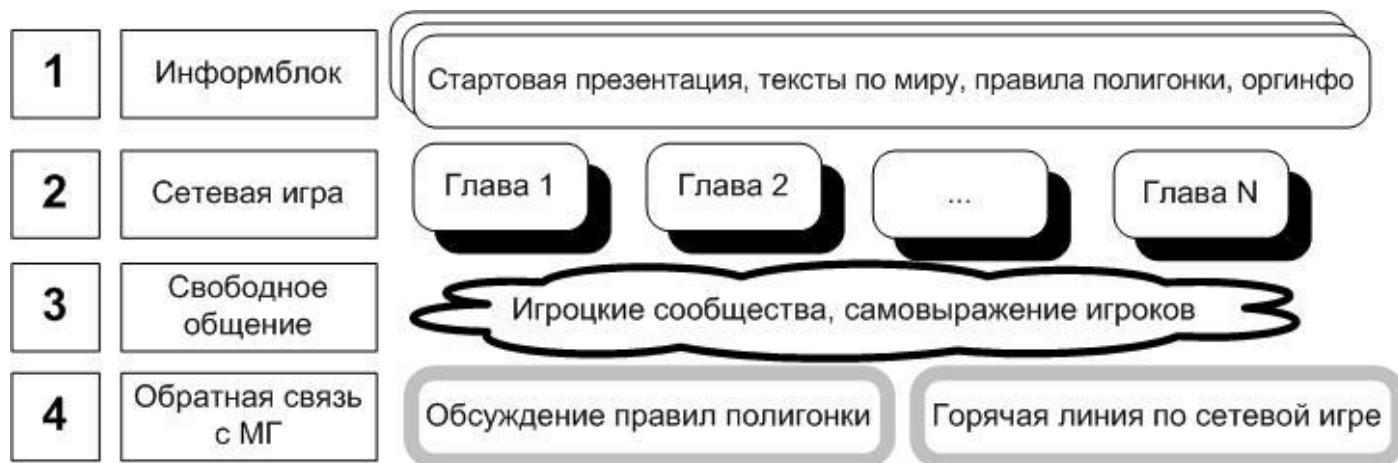 1
Информблок
Стартовая презентация, тексты по миру, правила полигонки, оргинфо
2
Сетевая игра
Глава 1
Глава 2
...
Глава N
3
Свободное
общение
Игроцкие сообщества, самовыражение игроков
4
Обратная связь
с МГ
Обсуждение правил полигонки
Горячая линия по сетевой игре